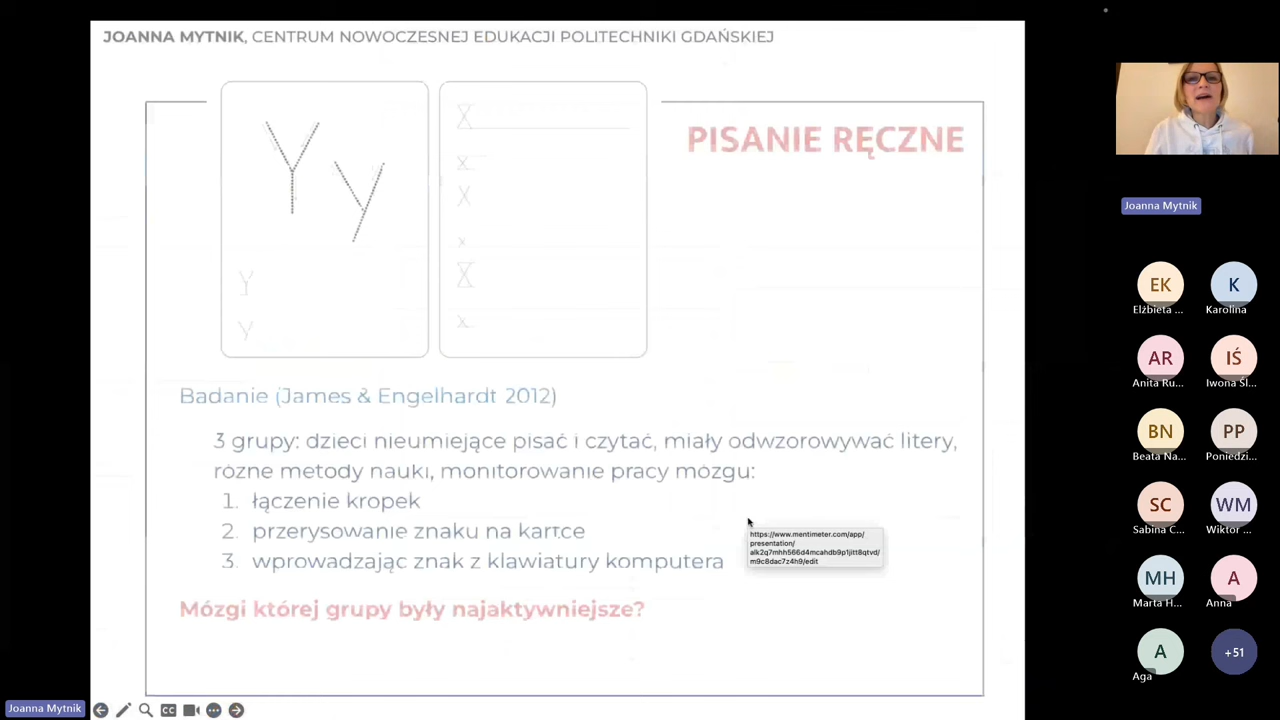 JOANNA MYTNIK, CENTRUM NOWOCZESNEJ EDUKACJI POLITECHNIKI GDAŃSKIEJ
Y y
Y
y
X
x
X
x
X
x
PISANIE RĘCZNE
Badanie (James & Engelhardt 2012)
3 grupy: dzieci nieumiejące pisać i czytać, miały odwzorowywać litery,
różne metody nauki, monitorowanie pracy mózgu:
1. łączenie kropek
2. przerysowanie znaku na kartce
3. wprowadzając znak z klawiatury komputera
Mózgi której grupy były najaktywniejsze?
https://www.mentimeter.com/app/
presentation/
alk2q7mhh566d4mcahdb9p1jitt8qtvd/
m9c8dac7z4h9/edit
Joanna Mytnik
EK K
Elżbieta ... Karolina
AR IŚ
Anita Ru... Iwona Śl...
BN PP
Beata Na... Poniedzi...
SC WM
Sabina C... Wiktor ...
MH A
Marta H... Anna
A +51
Aga
Joanna Mytnik
CC